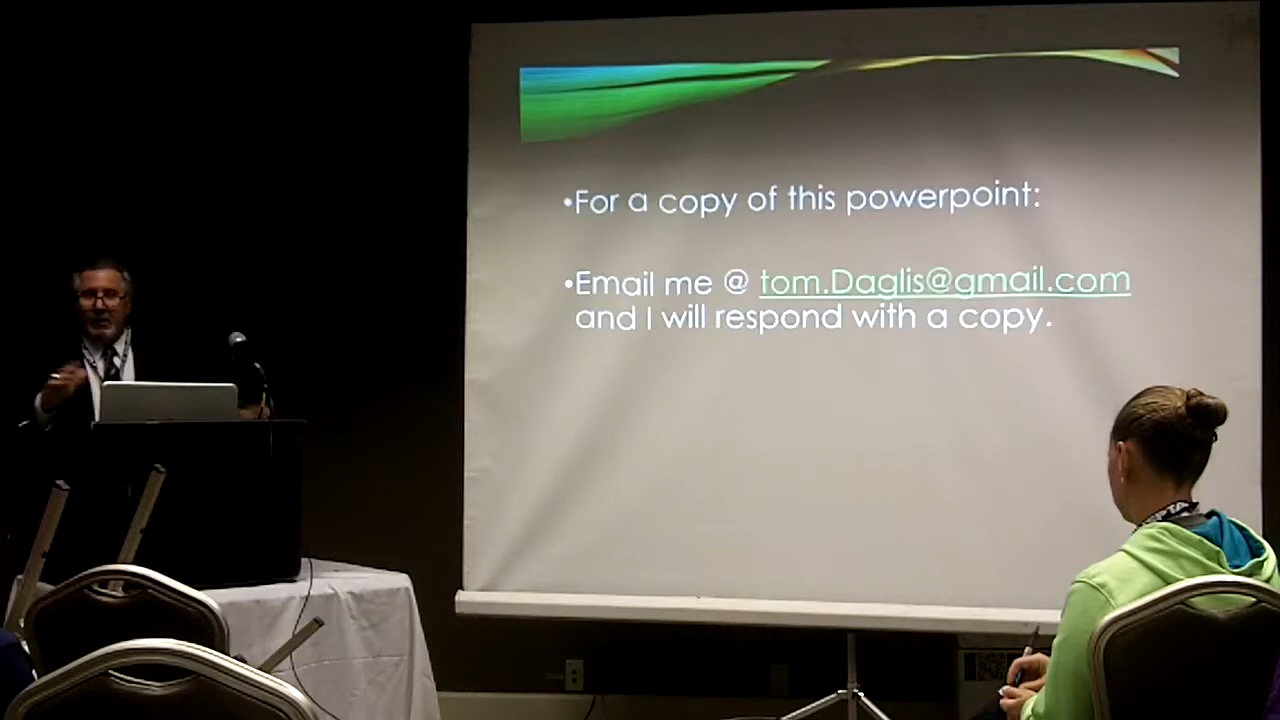 •For a copy of this powerpoint:
•Email me @ tom.Daglis@gmail.com
and I will respond with a copy.